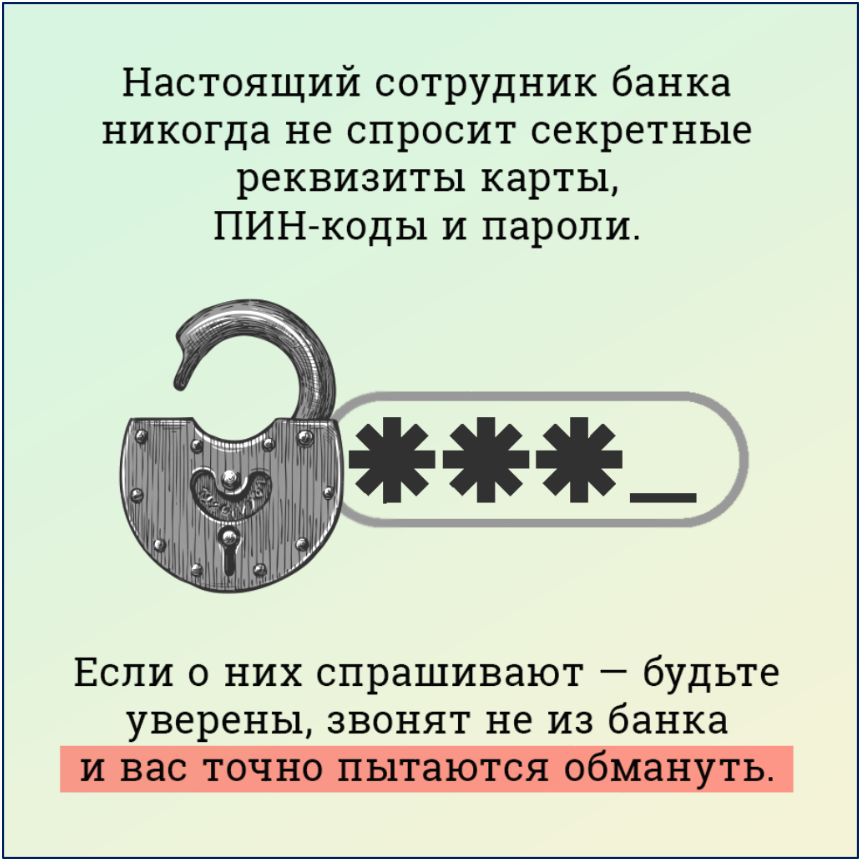 Настоящий сотрудник банка
никогда не спросит секретные
реквизиты карты,
ПИН-коды и пароли.
***_
Если о них спрашивают — будьте
уверены, звонят не из банка
и вас точно пытаются обмануть.